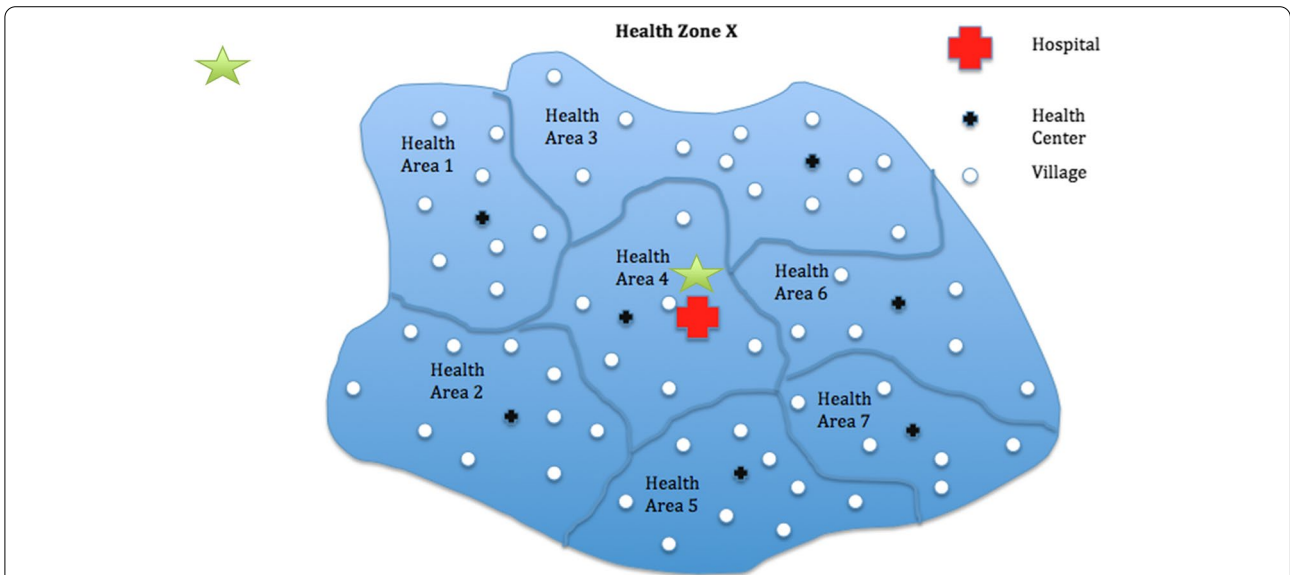 Health Zone X
Hospital
Health
Center
Village
Health
Area 1
Health
Area 3
Health
Area 4
Health
Area 6
Health
Area 2
Health
Area 7
Health
Area 5